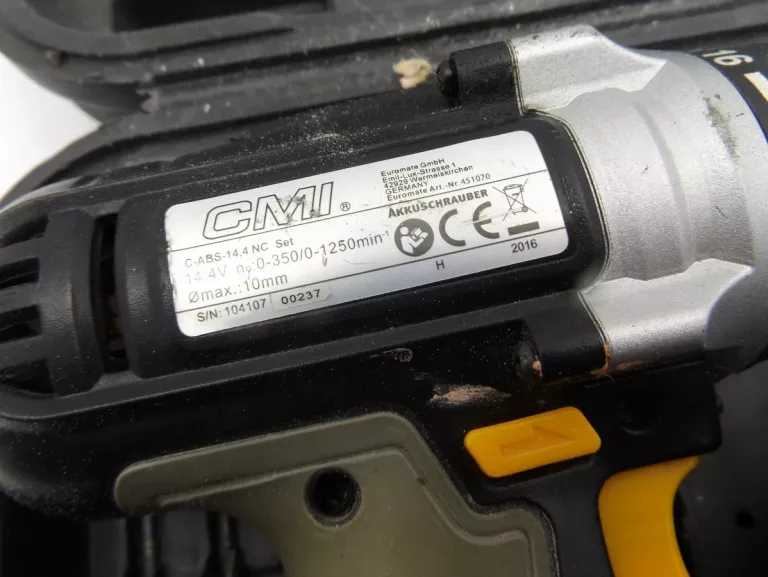 CMI ®
Euromate GmbH
Emil-Lux-Strasse 1
42929 Wermelskirchen
GERMANY
Euromate Art.-Nr. 451070
AKKUSCHRAUBER
C-ABS-14,4 NC Set
14.4V n₀:0-350/0-1250min⁻¹
Ømax.:10mm
CE
S/N: 104107 00237
H
2016
16